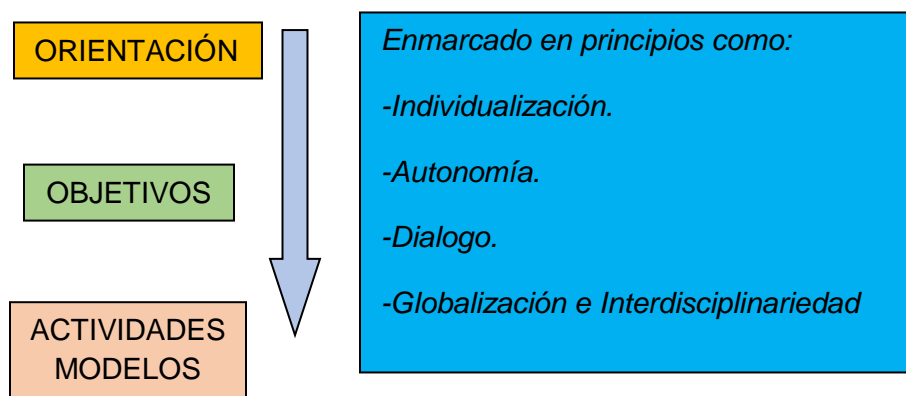 ORIENTACIÓN
OBJETIVOS
ACTIVIDADES
MODELOS
Enmarcado en principios como:
-Individualización.
-Autonomía.
-Dialogo.
-Globalización e Interdisciplinariedad